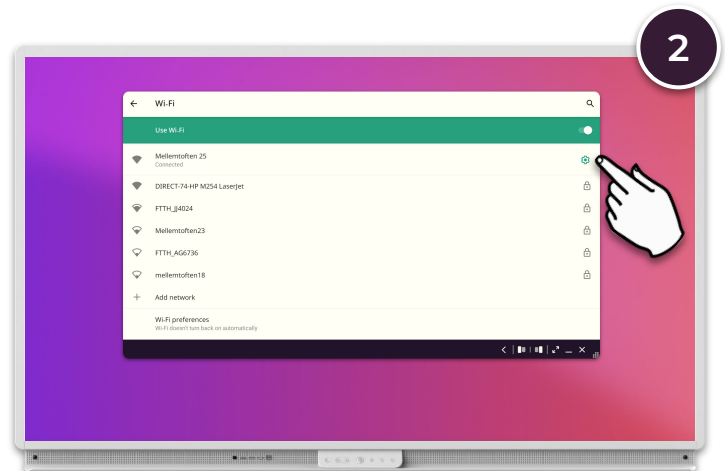 2
Wi-Fi
Use Wi-Fi
Mellemtoften 25
Connected
DIRECT-74-HP M254 LaserJet
FTTH_JJ4024
Mellemtoften23
FTTH_AG6736
mellemtoften18
Add network
Wi-Fi preferences
Wi-Fi doesn't turn back on automatically